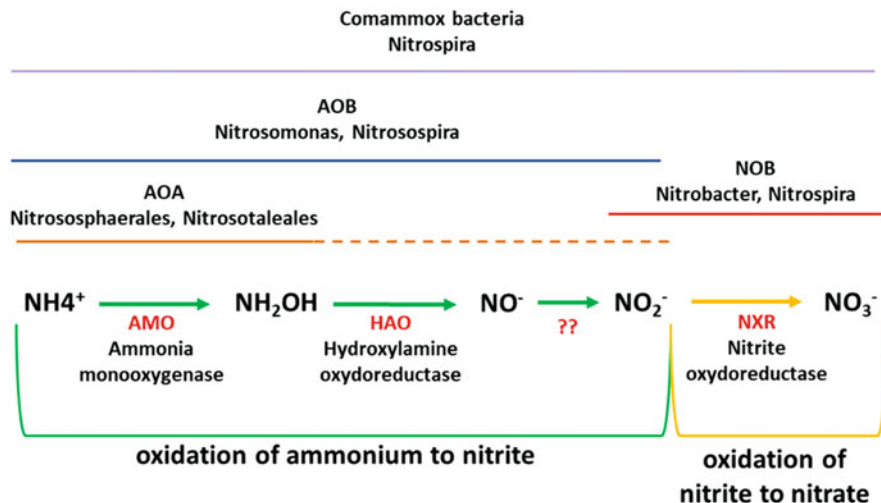 Comammox bacteria
Nitrospira
AOB
Nitrosomonas, Nitrosospira
NOB
Nitrobacter, Nitrospira
AOA
Nitrososphaerales, Nitrosotaleales
NH4⁺ NH₂OH NO⁻ NO₂⁻ NO₃⁻
AMO HAO ?? NXR
Ammonia
monooxygenase
Hydroxylamine
oxydoreductase
Nitrite
oxydoreductase
oxidation of ammonium to nitrite
oxidation of
nitrite to nitrate